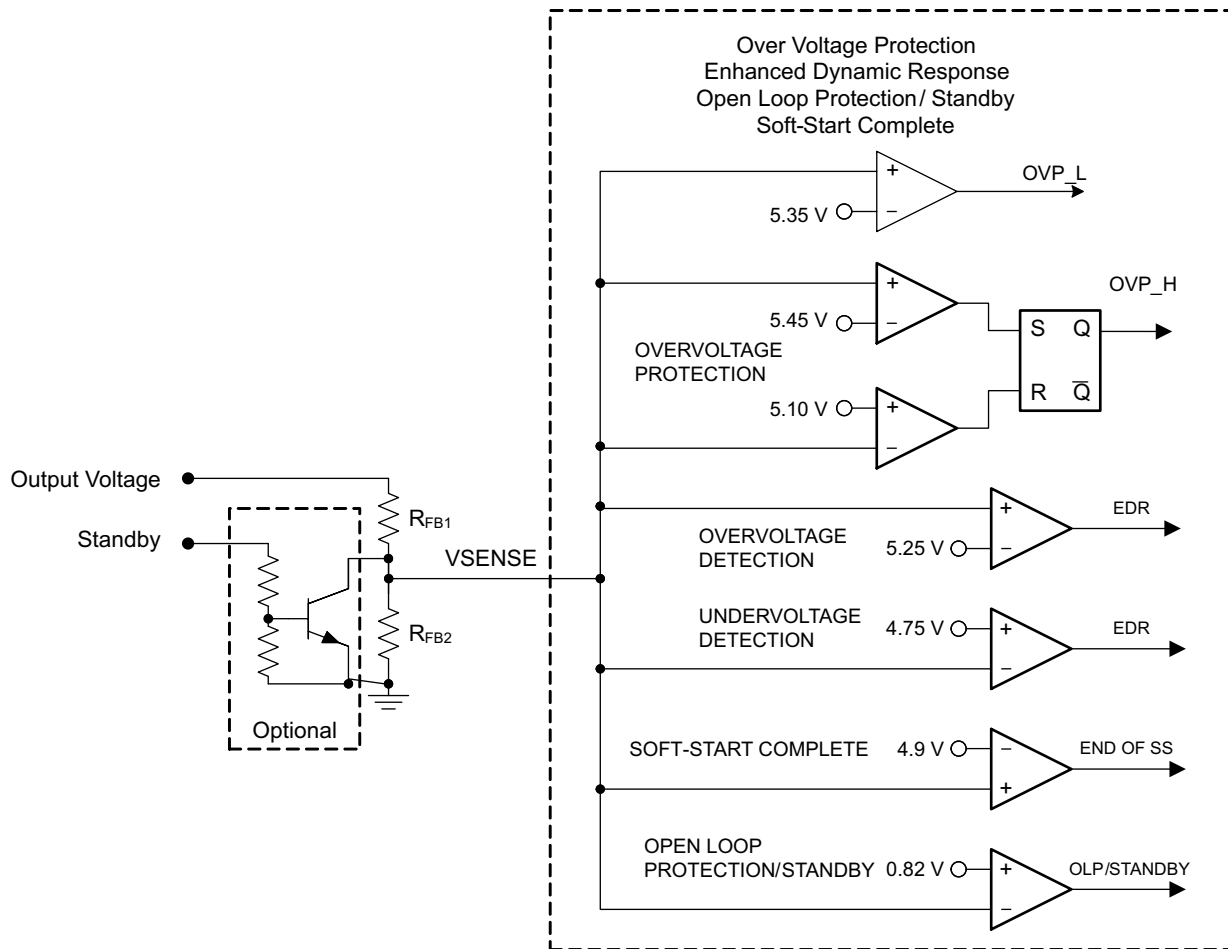 Over Voltage Protection
Enhanced Dynamic Response
Open Loop Protection/ Standby
Soft-Start Complete
+
OVP_L
5.35 V
−
+
OVP_H
5.45 V
−
S Q
OVERVOLTAGE
PROTECTION
R Q̅
5.10 V
+
−
Output Voltage
RFB1
Standby
VSENSE
RFB2
Optional
+
EDR
OVERVOLTAGE
DETECTION
5.25 V
−
UNDERVOLTAGE
DETECTION
4.75 V
+
EDR
−
SOFT-START COMPLETE
4.9 V
−
END OF SS
+
OPEN LOOP
PROTECTION/STANDBY
0.82 V
+
OLP/STANDBY
−